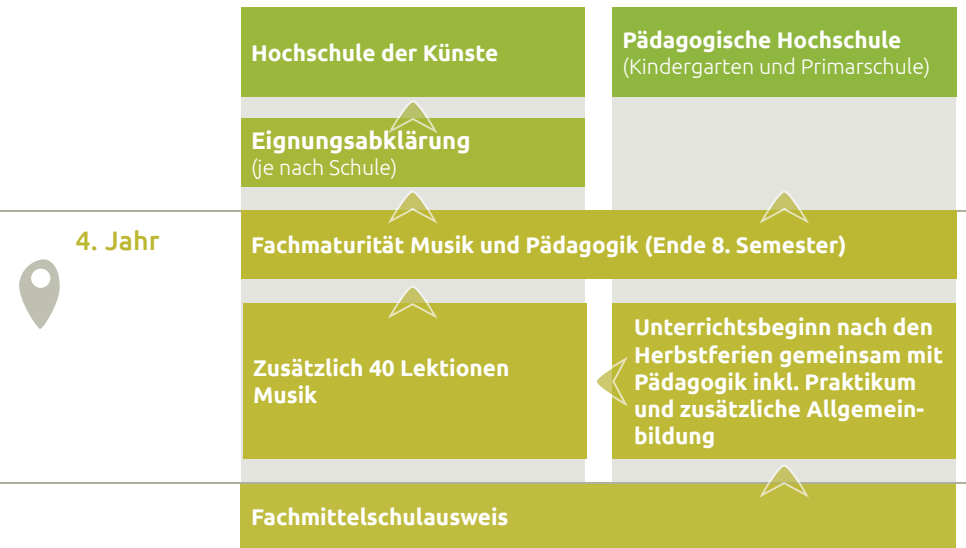 Hochschule der Künste
Pädagogische Hochschule
(Kindergarten und Primarschule)
Eignungsabklärung
(je nach Schule)
4. Jahr
Fachmaturität Musik und Pädagogik (Ende 8. Semester)
Zusätzlich 40 Lektionen
Musik
Unterrichtsbeginn nach den
Herbstferien gemeinsam mit
Pädagogik inkl. Praktikum
und zusätzliche Allgemein-
bildung
Fachmittelschulausweis